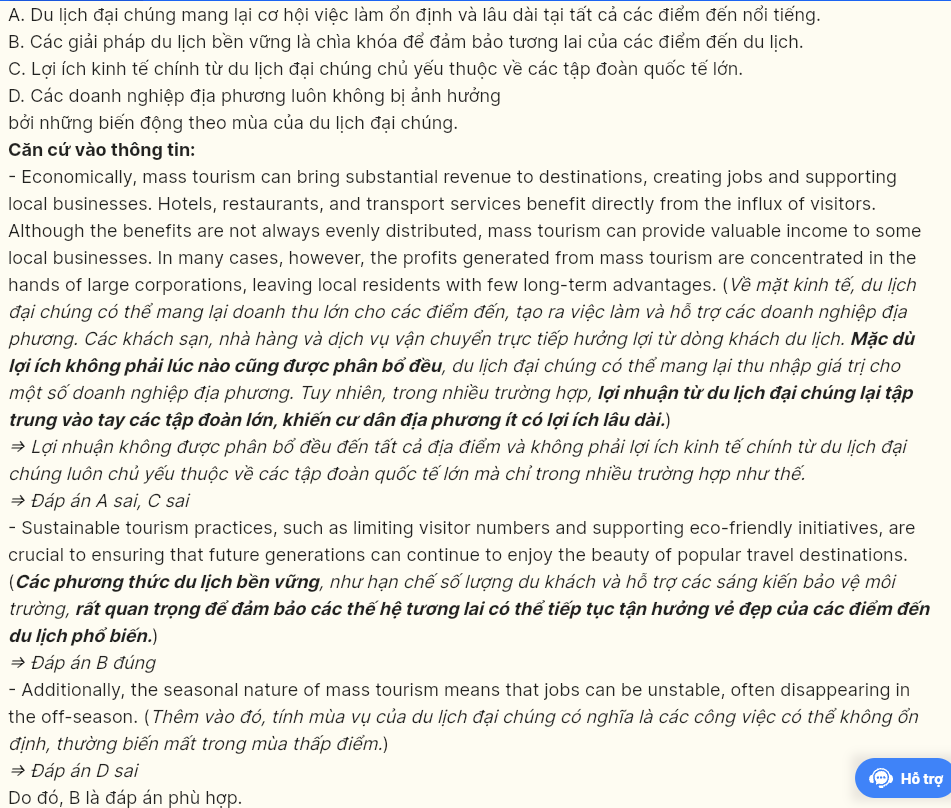 A. Du lịch đại chúng mang lại cơ hội việc làm ổn định và lâu dài tại tất cả các điểm đến nổi tiếng.
B. Các giải pháp du lịch bền vững là chìa khóa để đảm bảo tương lai của các điểm đến du lịch.
C. Lợi ích kinh tế chính từ du lịch đại chúng chủ yếu thuộc về các tập đoàn quốc tế lớn.
D. Các doanh nghiệp địa phương luôn không bị ảnh hưởng
bởi những biến động theo mùa của du lịch đại chúng.
Căn cứ vào thông tin:
- Economically, mass tourism can bring substantial revenue to destinations, creating jobs and supporting
local businesses. Hotels, restaurants, and transport services benefit directly from the influx of visitors.
Although the benefits are not always evenly distributed, mass tourism can provide valuable income to some
local businesses. In many cases, however, the profits generated from mass tourism are concentrated in the
hands of large corporations, leaving local residents with few long-term advantages. (Về mặt kinh tế, du lịch
đại chúng có thể mang lại doanh thu lớn cho các điểm đến, tạo ra việc làm và hỗ trợ các doanh nghiệp địa
phương. Các khách sạn, nhà hàng và dịch vụ vận chuyển trực tiếp hưởng lợi từ dòng khách du lịch. Mặc dù
lợi ích không phải lúc nào cũng được phân bổ đều, du lịch đại chúng có thể mang lại thu nhập giá trị cho
một số doanh nghiệp địa phương. Tuy nhiên, trong nhiều trường hợp, lợi nhuận từ du lịch đại chúng lại tập
trung vào tay các tập đoàn lớn, khiến cư dân địa phương ít có lợi ích lâu dài.)
⇒ Lợi nhuận không được phân bổ đều đến tất cả địa điểm và không phải lợi ích kinh tế chính từ du lịch đại
chúng luôn chủ yếu thuộc về các tập đoàn quốc tế lớn mà chỉ trong nhiều trường hợp như thế.
⇒ Đáp án A sai, C sai
- Sustainable tourism practices, such as limiting visitor numbers and supporting eco-friendly initiatives, are
crucial to ensuring that future generations can continue to enjoy the beauty of popular travel destinations.
(Các phương thức du lịch bền vững, như hạn chế số lượng du khách và hỗ trợ các sáng kiến bảo vệ môi
trường, rất quan trọng để đảm bảo các thế hệ tương lai có thể tiếp tục tận hưởng vẻ đẹp của các điểm đến
du lịch phổ biến.)
⇒ Đáp án B đúng
- Additionally, the seasonal nature of mass tourism means that jobs can be unstable, often disappearing in
the off-season. (Thêm vào đó, tính mùa vụ của du lịch đại chúng có nghĩa là các công việc có thể không ổn
định, thường biến mất trong mùa thấp điểm.)
⇒ Đáp án D sai
Hỗ trợ
Do đó, B là đáp án phù hợp.